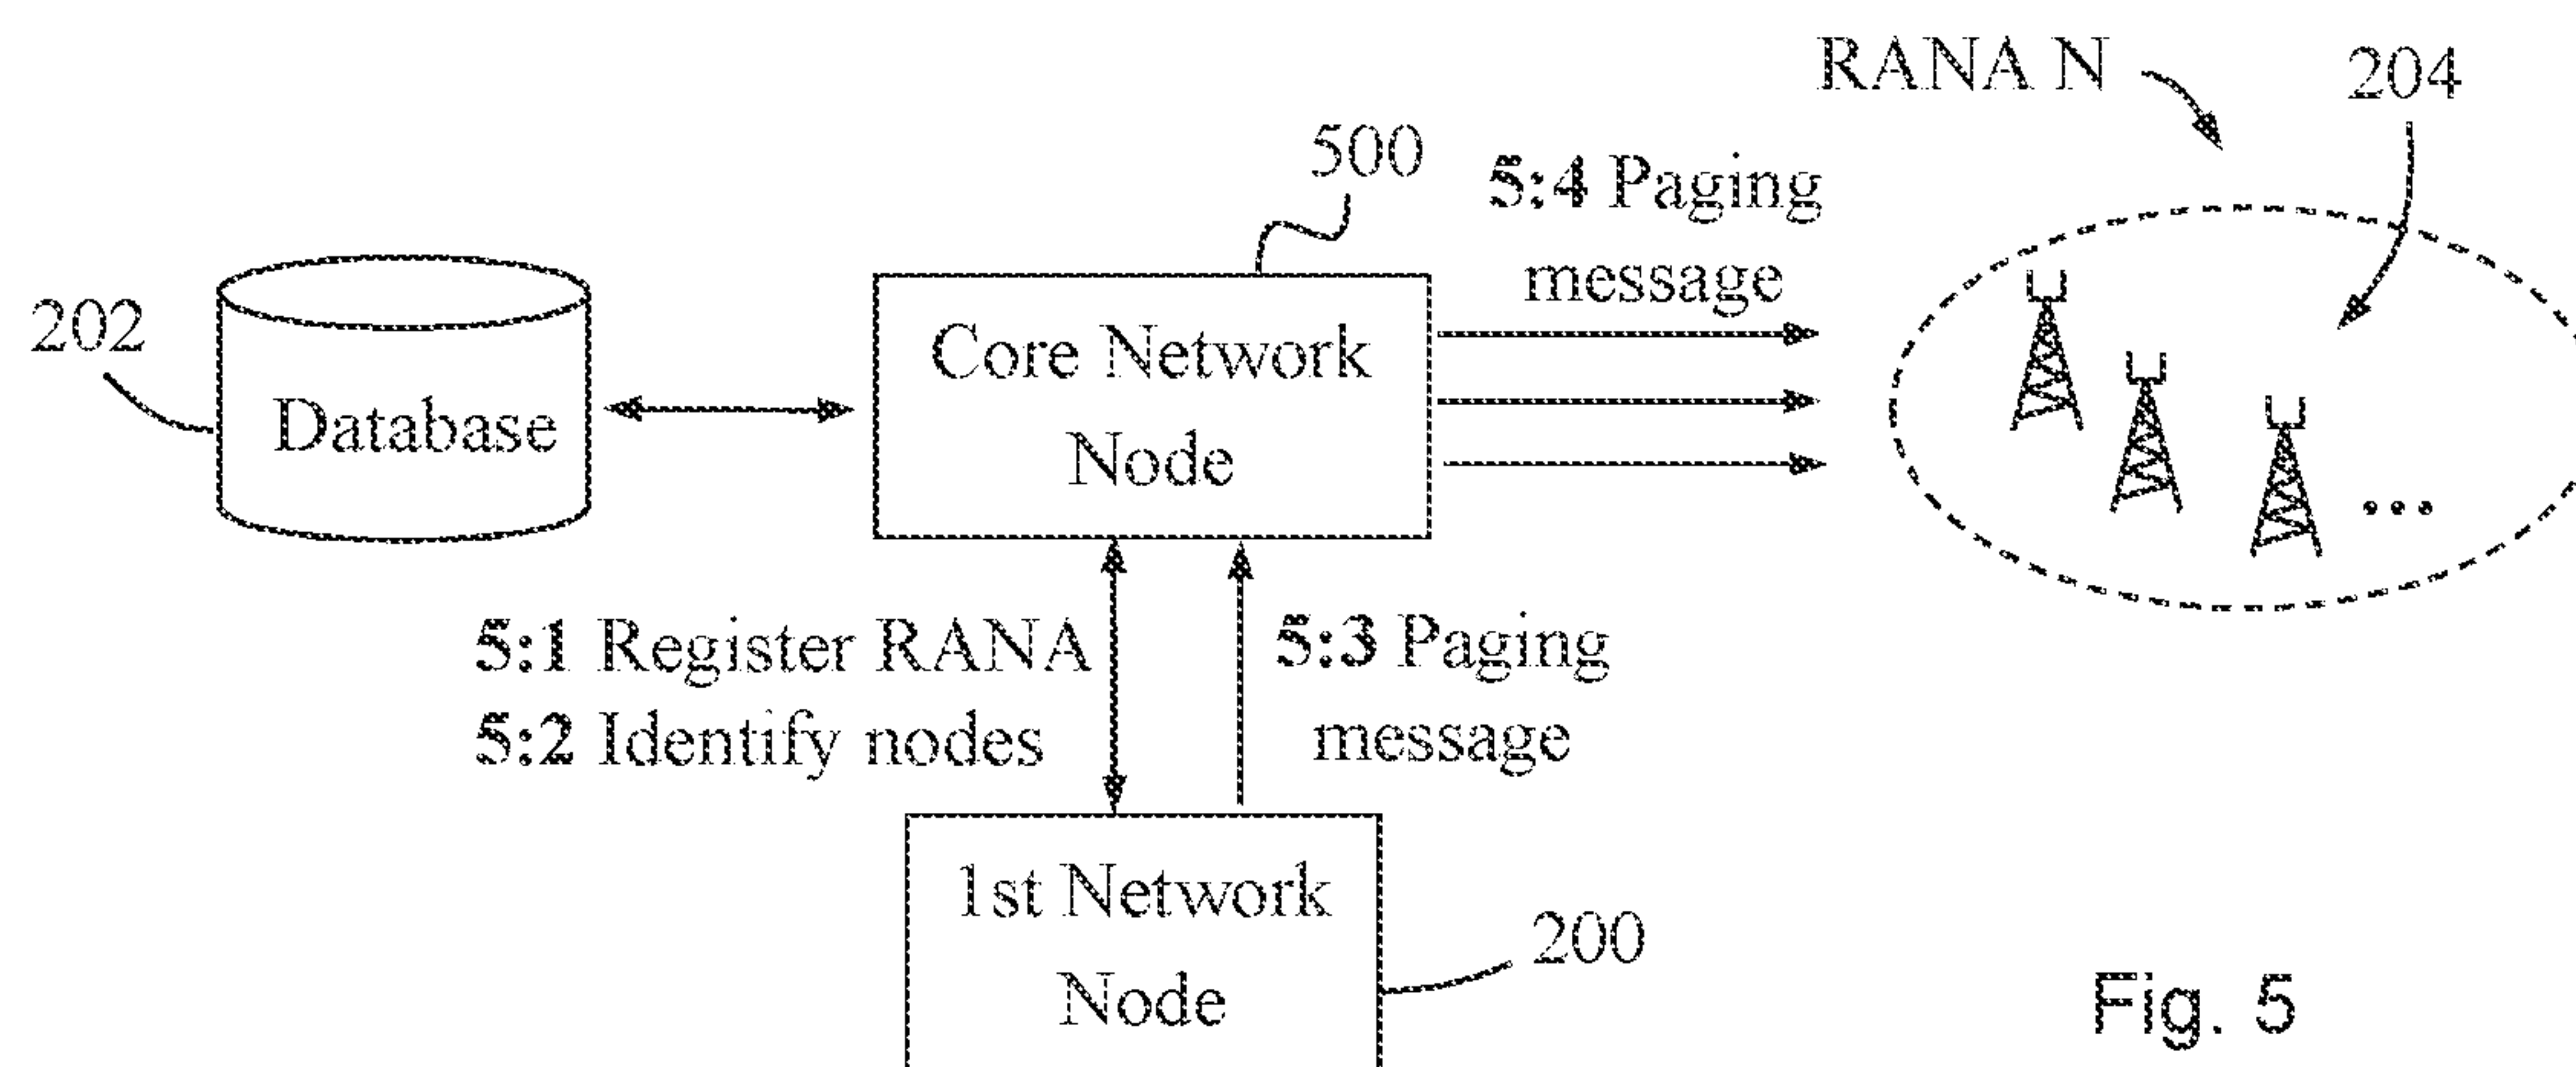 RANA N
204
500
5:4 Paging
message
202
Database
Core Network
Node
5:1 Register RANA
5:2 Identify nodes
5:3 Paging
message
1st Network
Node
200
Fig. 5